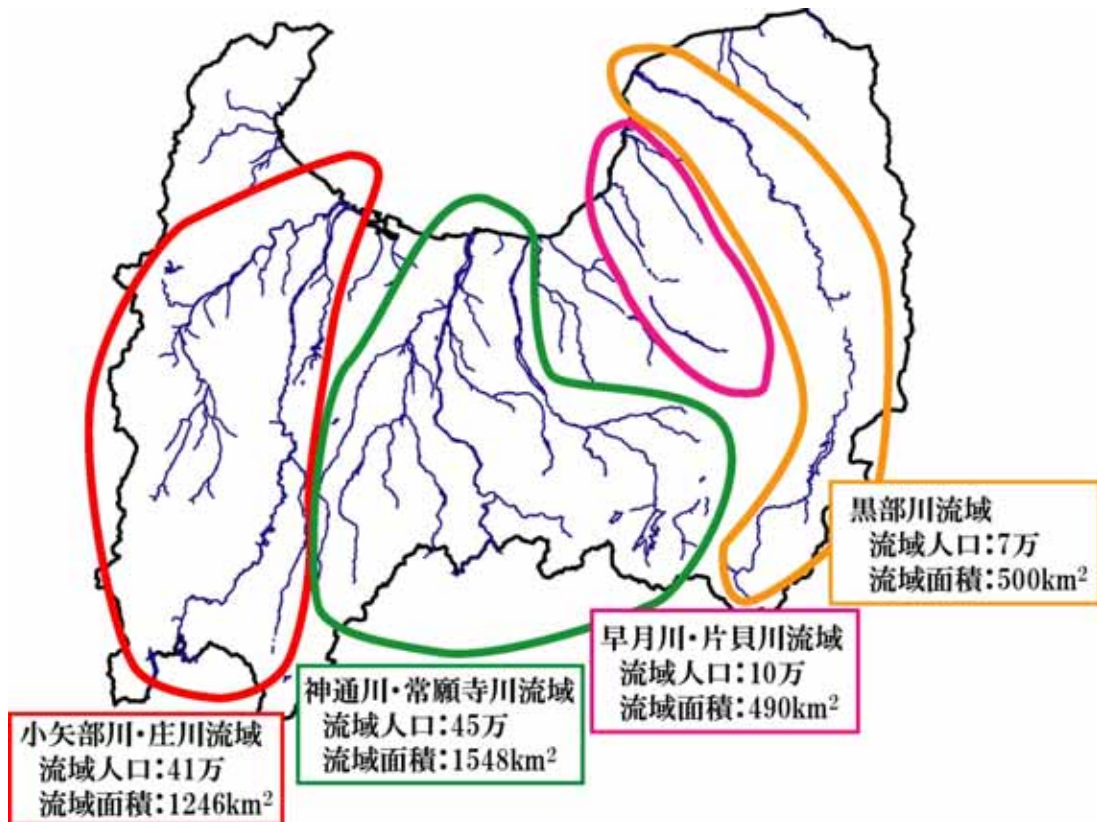 黒部川流域
流域人口：7万
流域面積：500km²
早月川・片貝川流域
流域人口：10万
流域面積：490km²
神通川・常願寺川流域
流域人口：45万
流域面積：1548km²
小矢部川・庄川流域
流域人口：41万
流域面積：1246km²